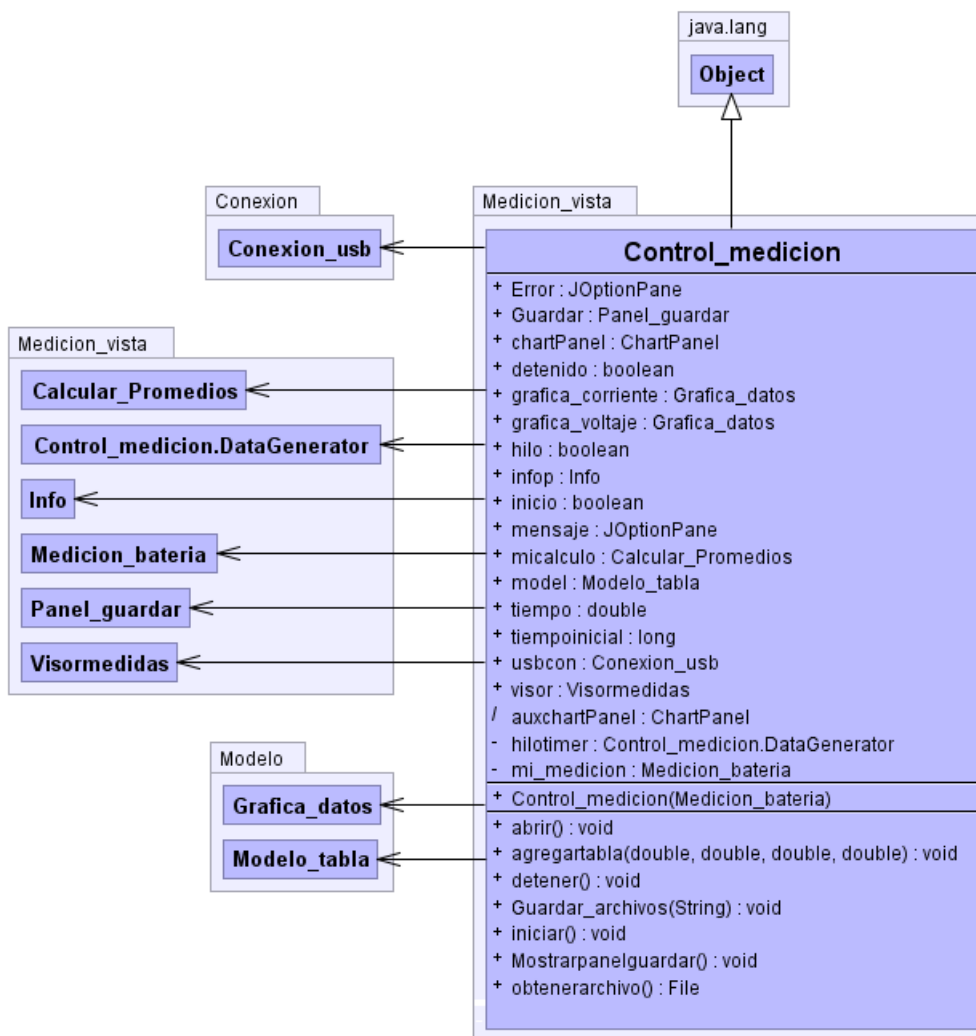 java.lang
Object
Conexion
Conexion_usb
Medicion_vista
Calcular_Promedios
Control_medicion.DataGenerator
Info
Medicion_bateria
Panel_guardar
Visormedidas
Modelo
Grafica_datos
Modelo_tabla
Medicion_vista
Control_medicion
+ Error : JOptionPane
+ Guardar : Panel_guardar
+ chartPanel : ChartPanel
+ detenido : boolean
+ grafica_corriente : Grafica_datos
+ grafica_voltaje : Grafica_datos
+ hilo : boolean
+ infop : Info
+ inicio : boolean
+ mensaje : JOptionPane
+ micalculo : Calcular_Promedios
+ model : Modelo_tabla
+ tiempo : double
+ tiempoinicial : long
+ usbcon : Conexion_usb
+ visor : Visormedidas
/ auxchartPanel : ChartPanel
- hilotimer : Control_medicion.DataGenerator
- mi_medicion : Medicion_bateria
+ Control_medicion(Medicion_bateria)
+ abrir() : void
+ agregartabla(double, double, double, double) : void
+ detener() : void
+ Guardar_archivos(String) : void
+ iniciar() : void
+ Mostrarpanelguardar() : void
+ obtenerarchivo() : File